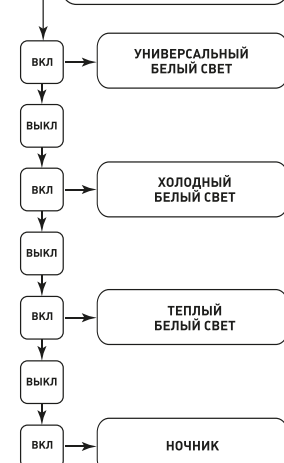 ВКЛ
УНИВЕРСАЛЬНЫЙ
БЕЛЫЙ СВЕТ
ВЫКЛ
ВКЛ
ХОЛОДНЫЙ
БЕЛЫЙ СВЕТ
ВЫКЛ
ВКЛ
ТЕПЛЫЙ
БЕЛЫЙ СВЕТ
ВЫКЛ
ВКЛ
НОЧНИК